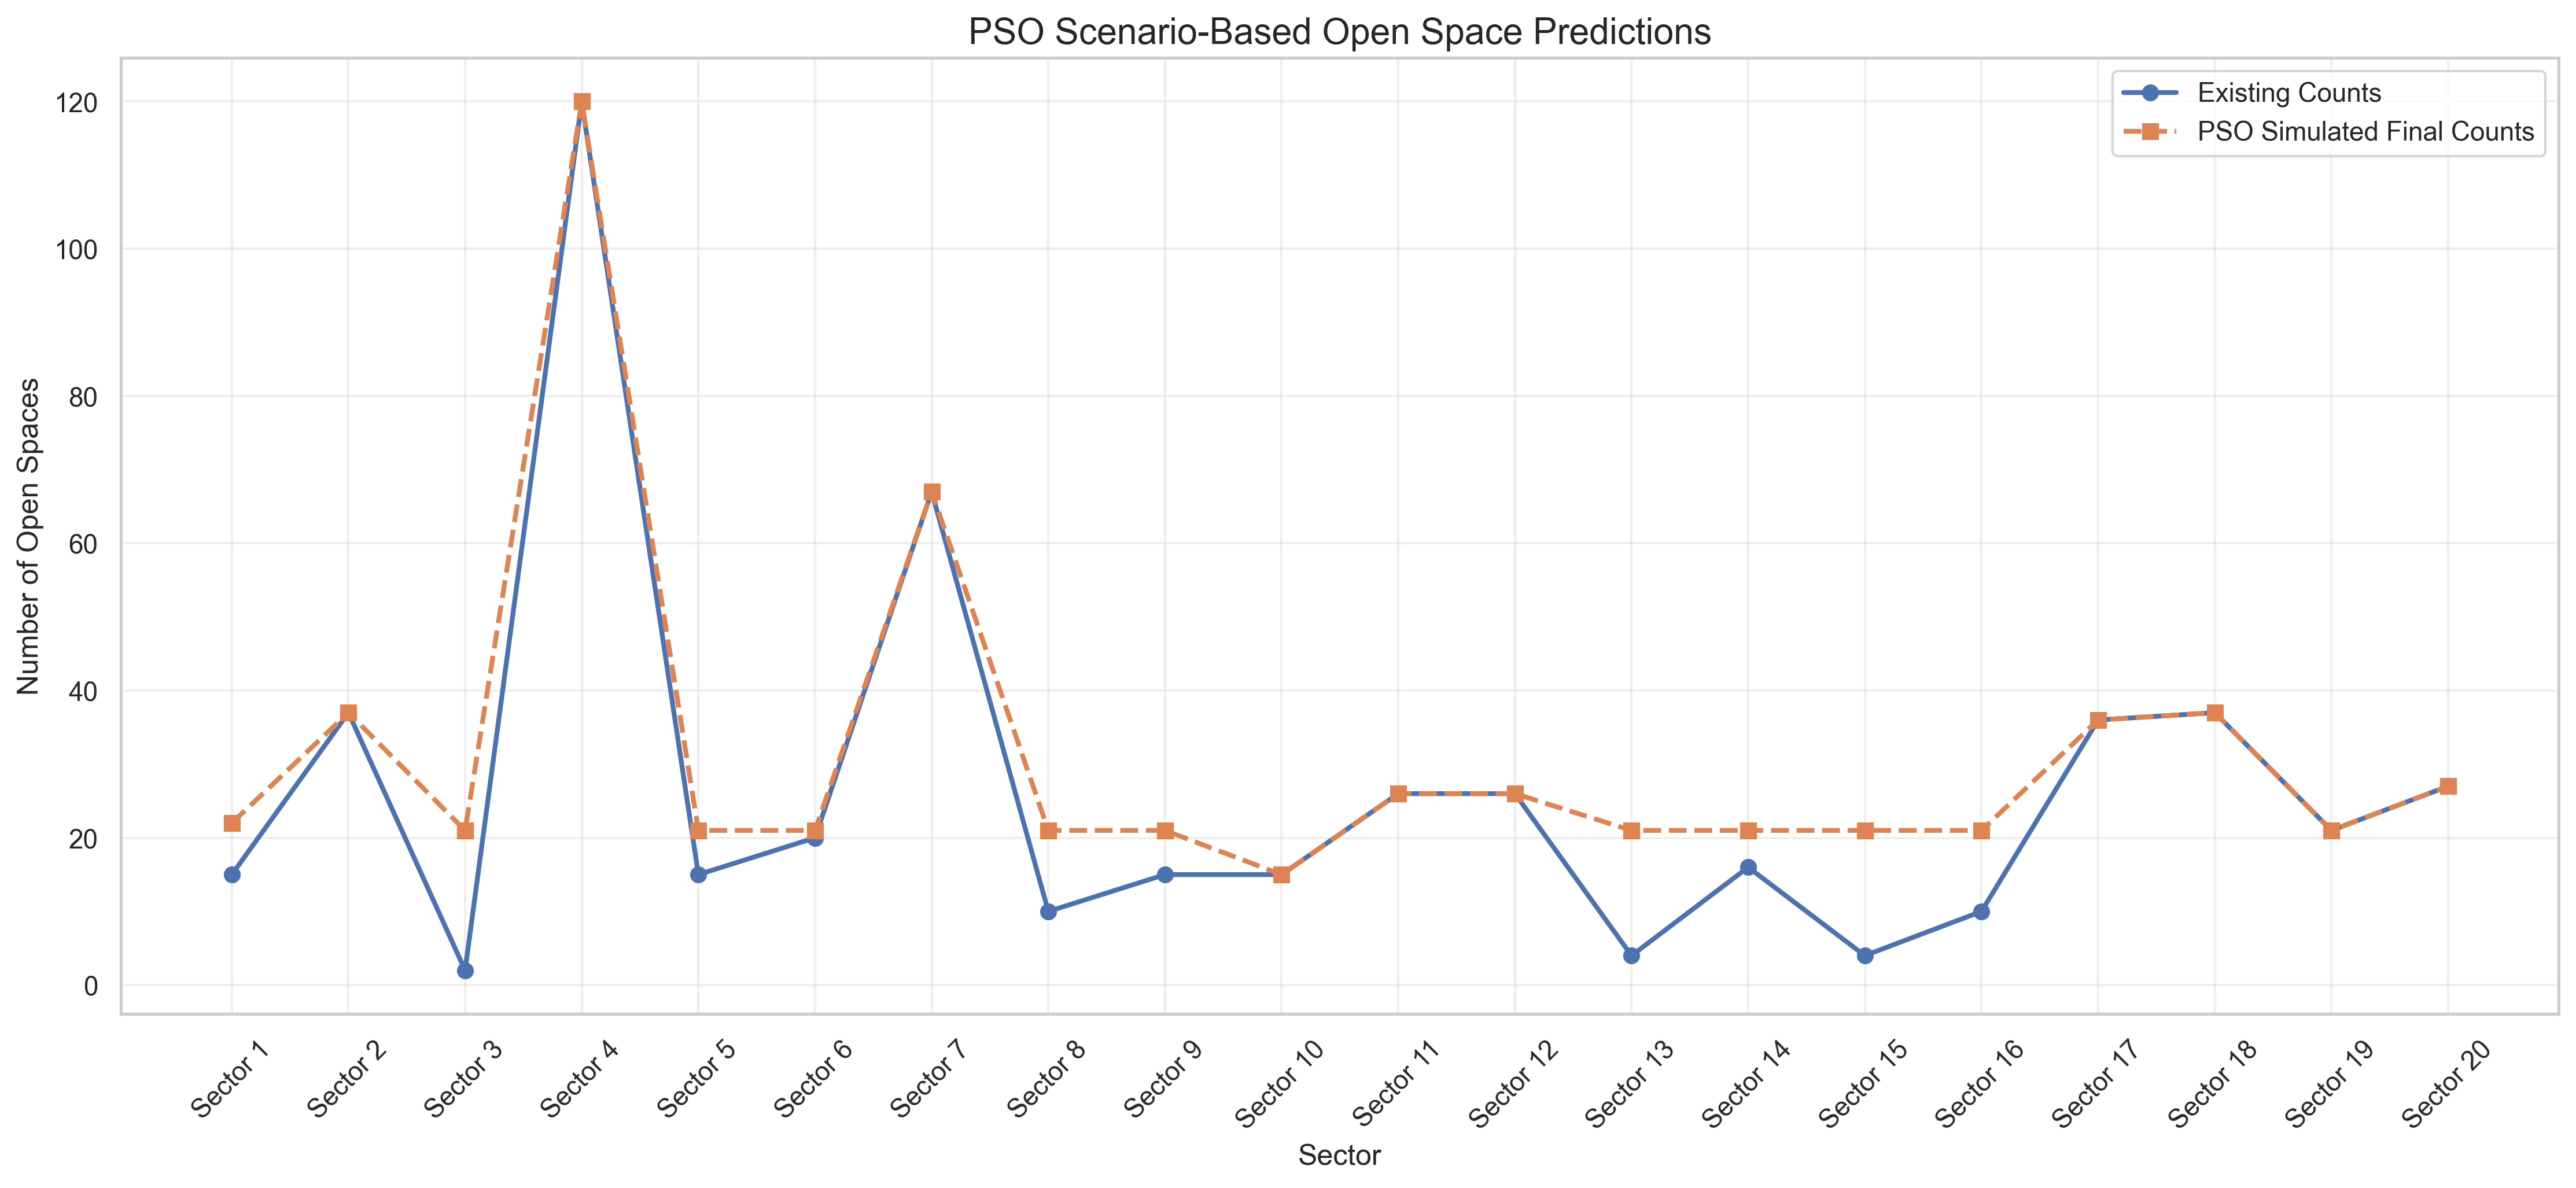 PSO Scenario-Based Open Space Predictions
Existing Counts
PSO Simulated Final Counts
Number of Open Spaces
120
100
80
60
40
20
0
Sector 1
Sector 2
Sector 3
Sector 4
Sector 5
Sector 6
Sector 7
Sector 8
Sector 9
Sector 10
Sector 11
Sector 12
Sector 13
Sector 14
Sector 15
Sector 16
Sector 17
Sector 18
Sector 19
Sector 20
Sector